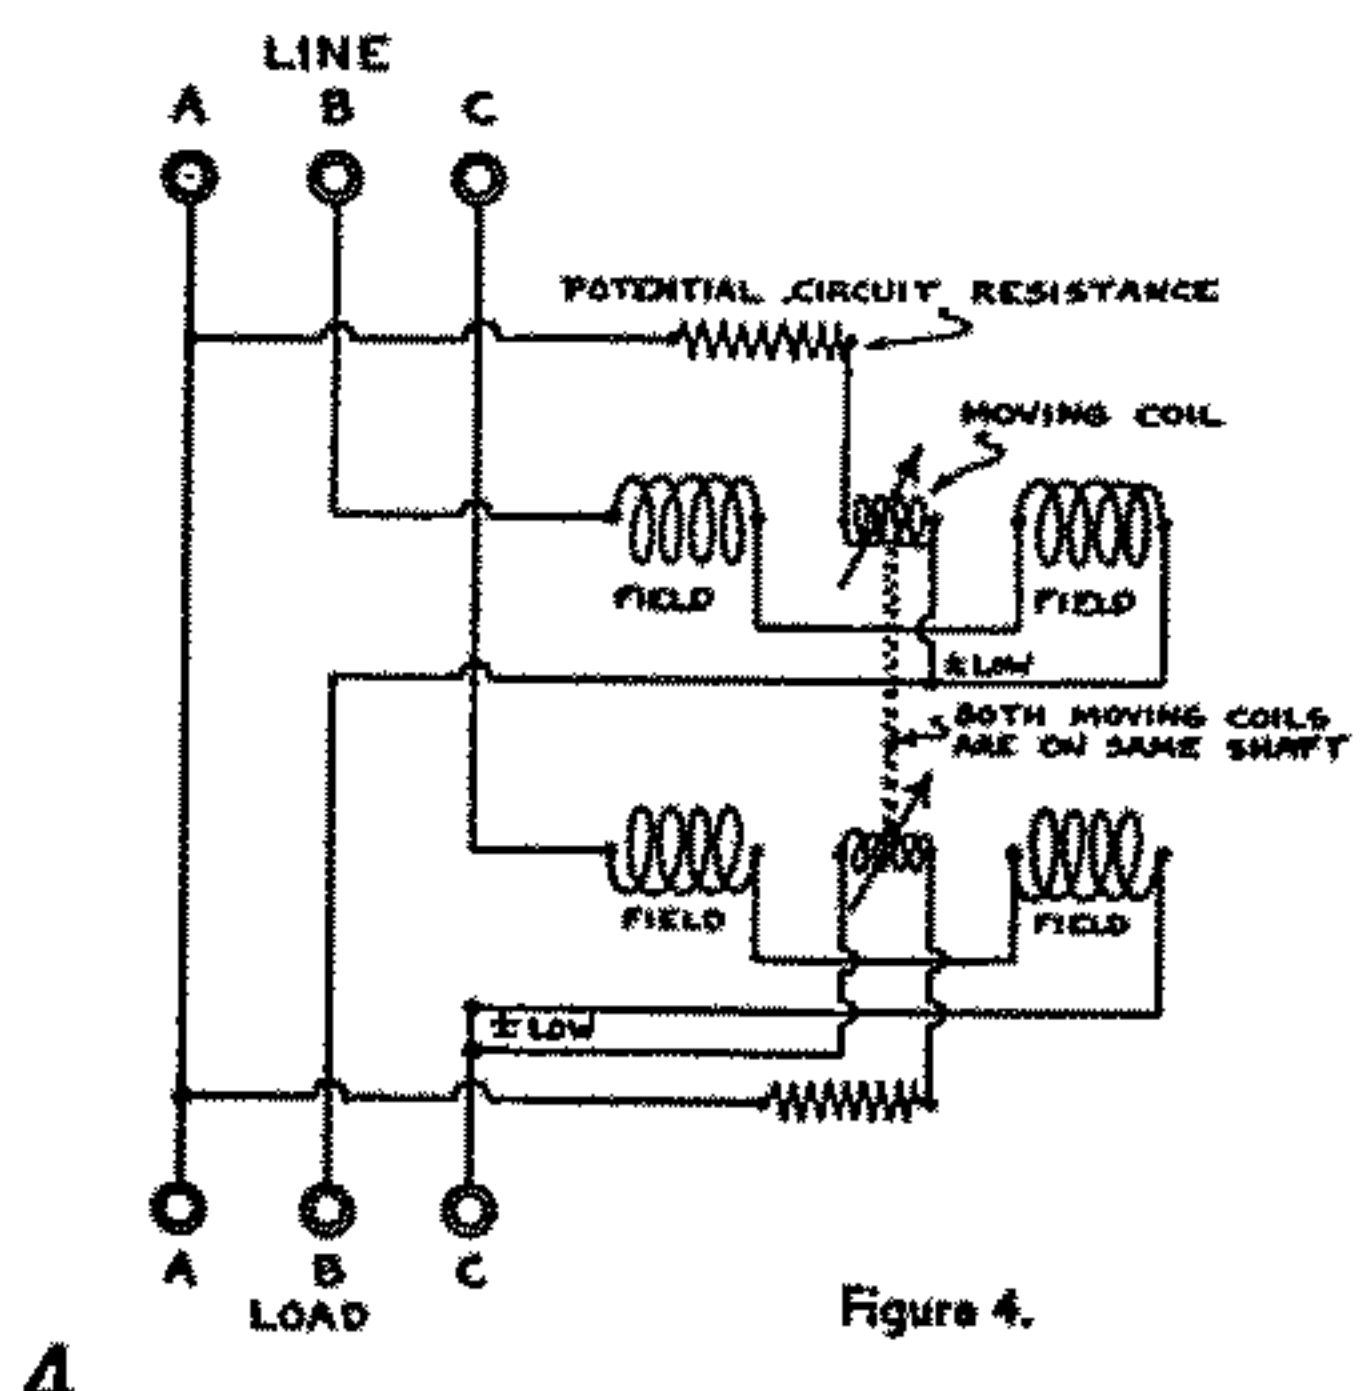 LINE
A B C
POTENTIAL CIRCUIT RESISTANCE
MOVING COIL
FIELD FIELD
± LOW
BOTH MOVING COILS
ARE ON SAME SHAFT
FIELD FIELD
± LOW
A B C
LOAD
Figure 4.
4